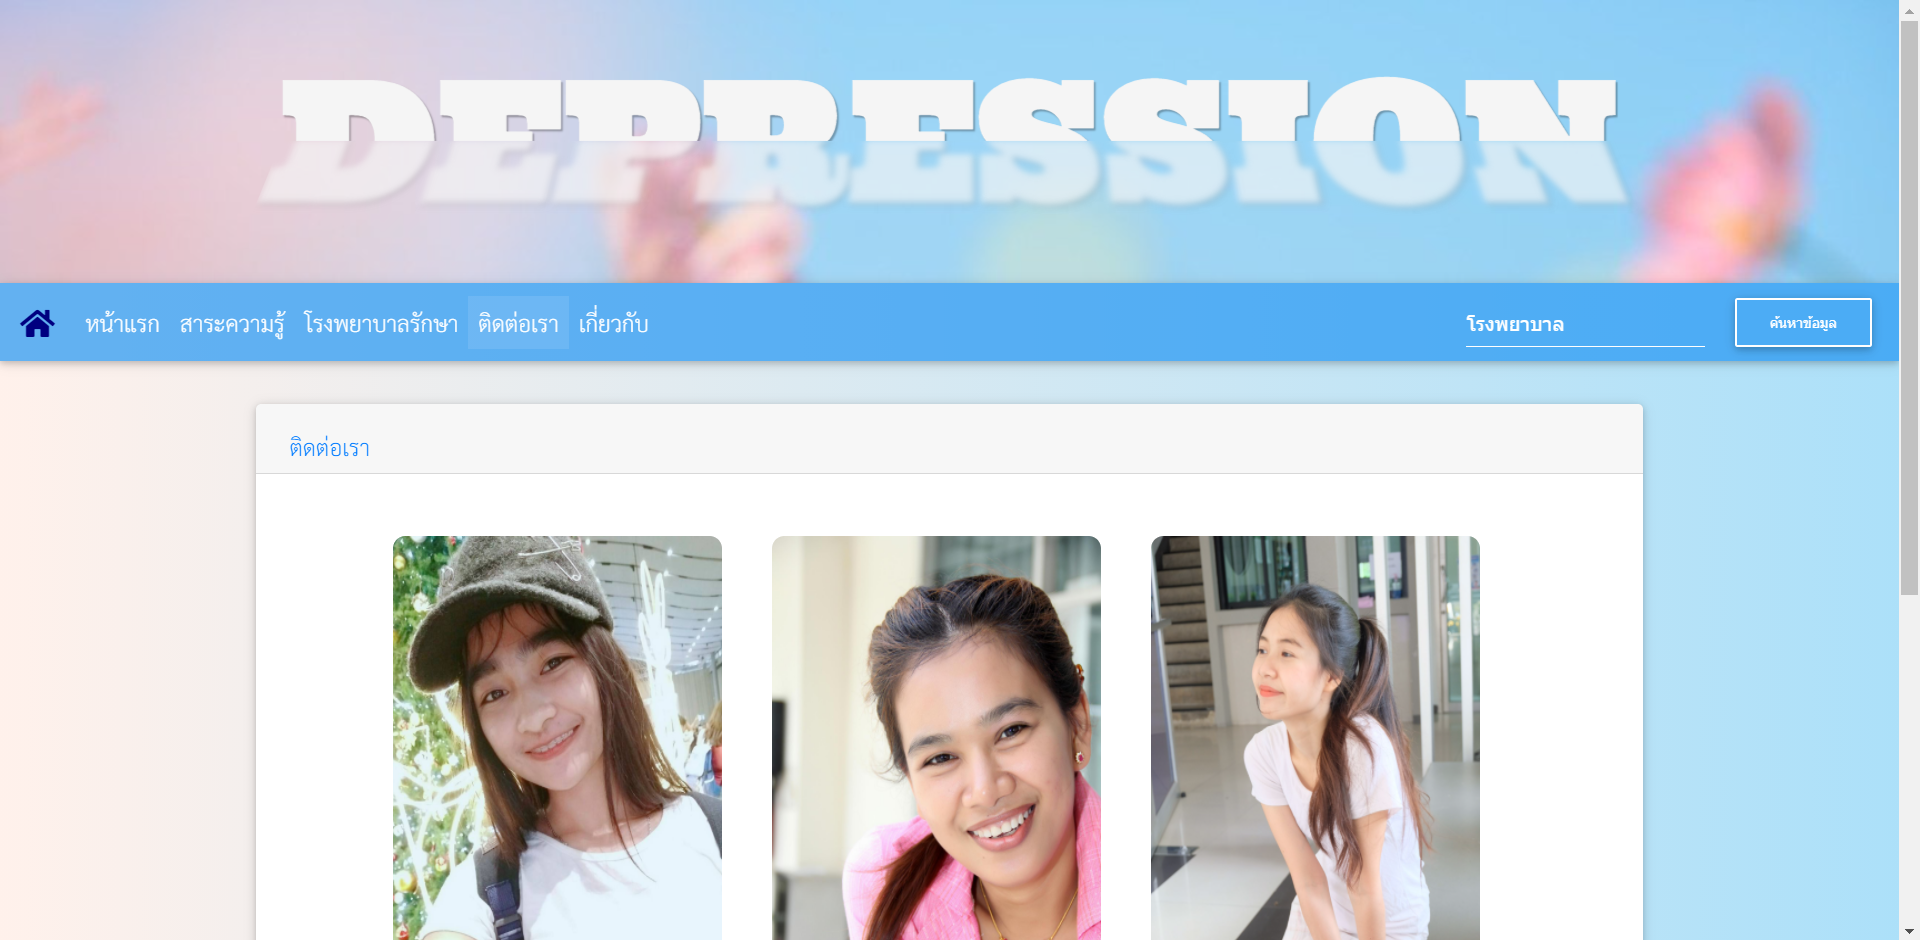 DEPRESSION
หน้าแรก สาระความรู้ โรงพยาบาลรักษา ติดต่อเรา เกี่ยวกับ โรงพยาบาล ค้นหาข้อมูล
ติดต่อเรา